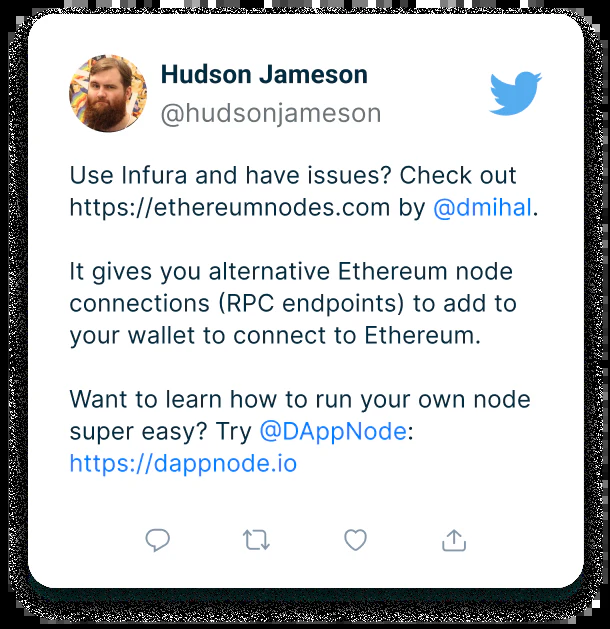 Hudson Jameson
@hudsonjameson
Use Infura and have issues? Check out
https://ethereumnodes.com by @dmihal.
It gives you alternative Ethereum node
connections (RPC endpoints) to add to
your wallet to connect to Ethereum.
Want to learn how to run your own node
super easy? Try @DAppNode:
https://dappnode.io